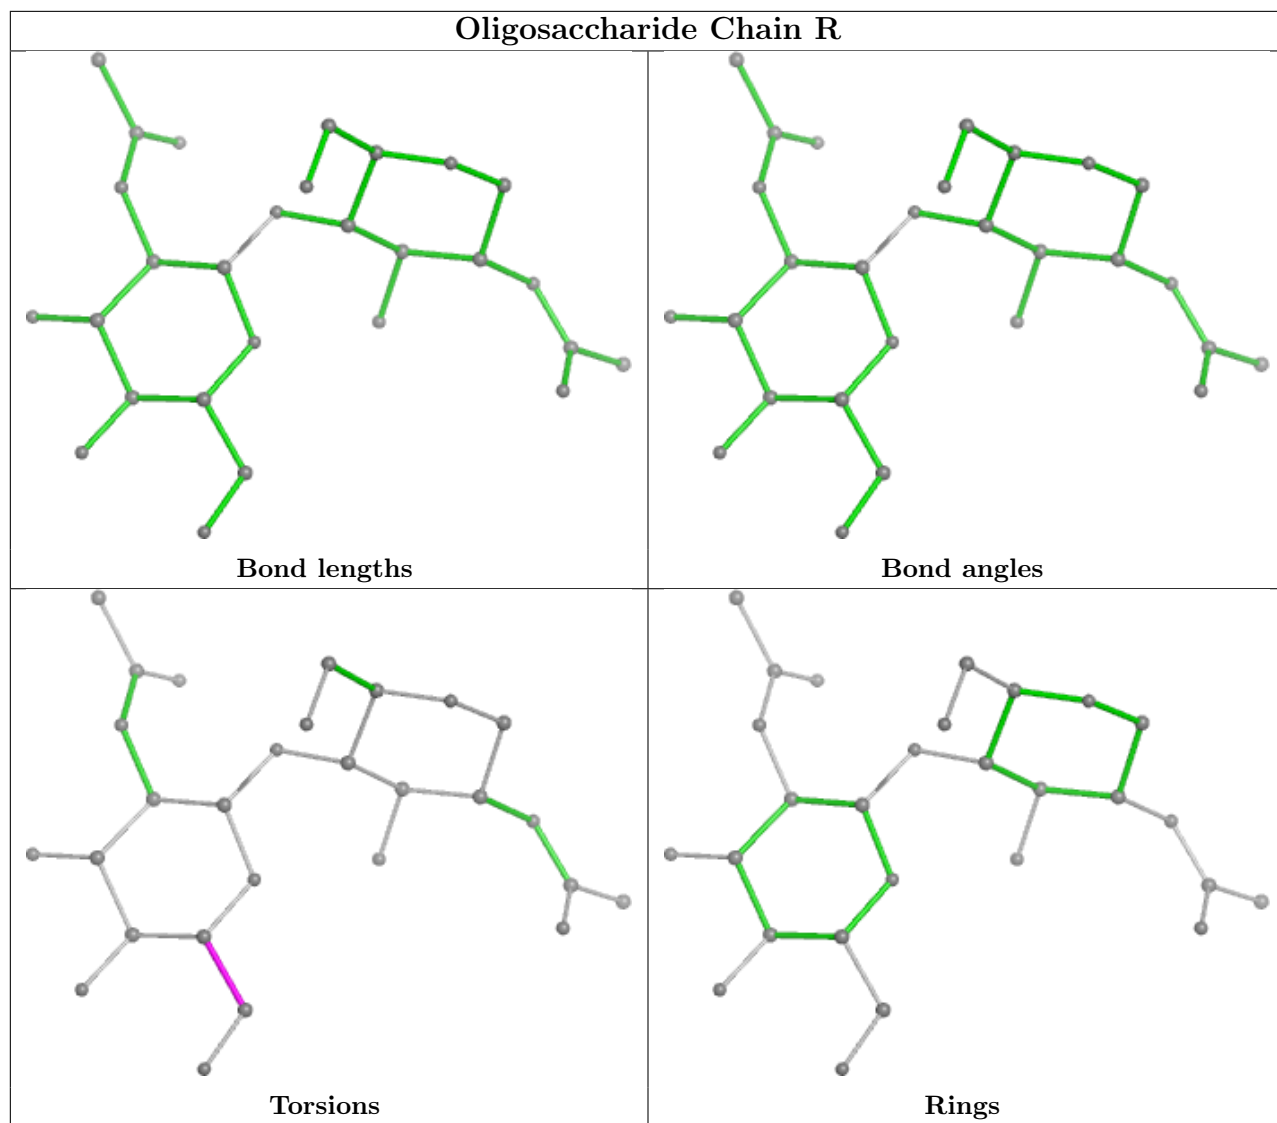 Oligosaccharide Chain R
Bond lengths
Bond angles
Torsions
Rings